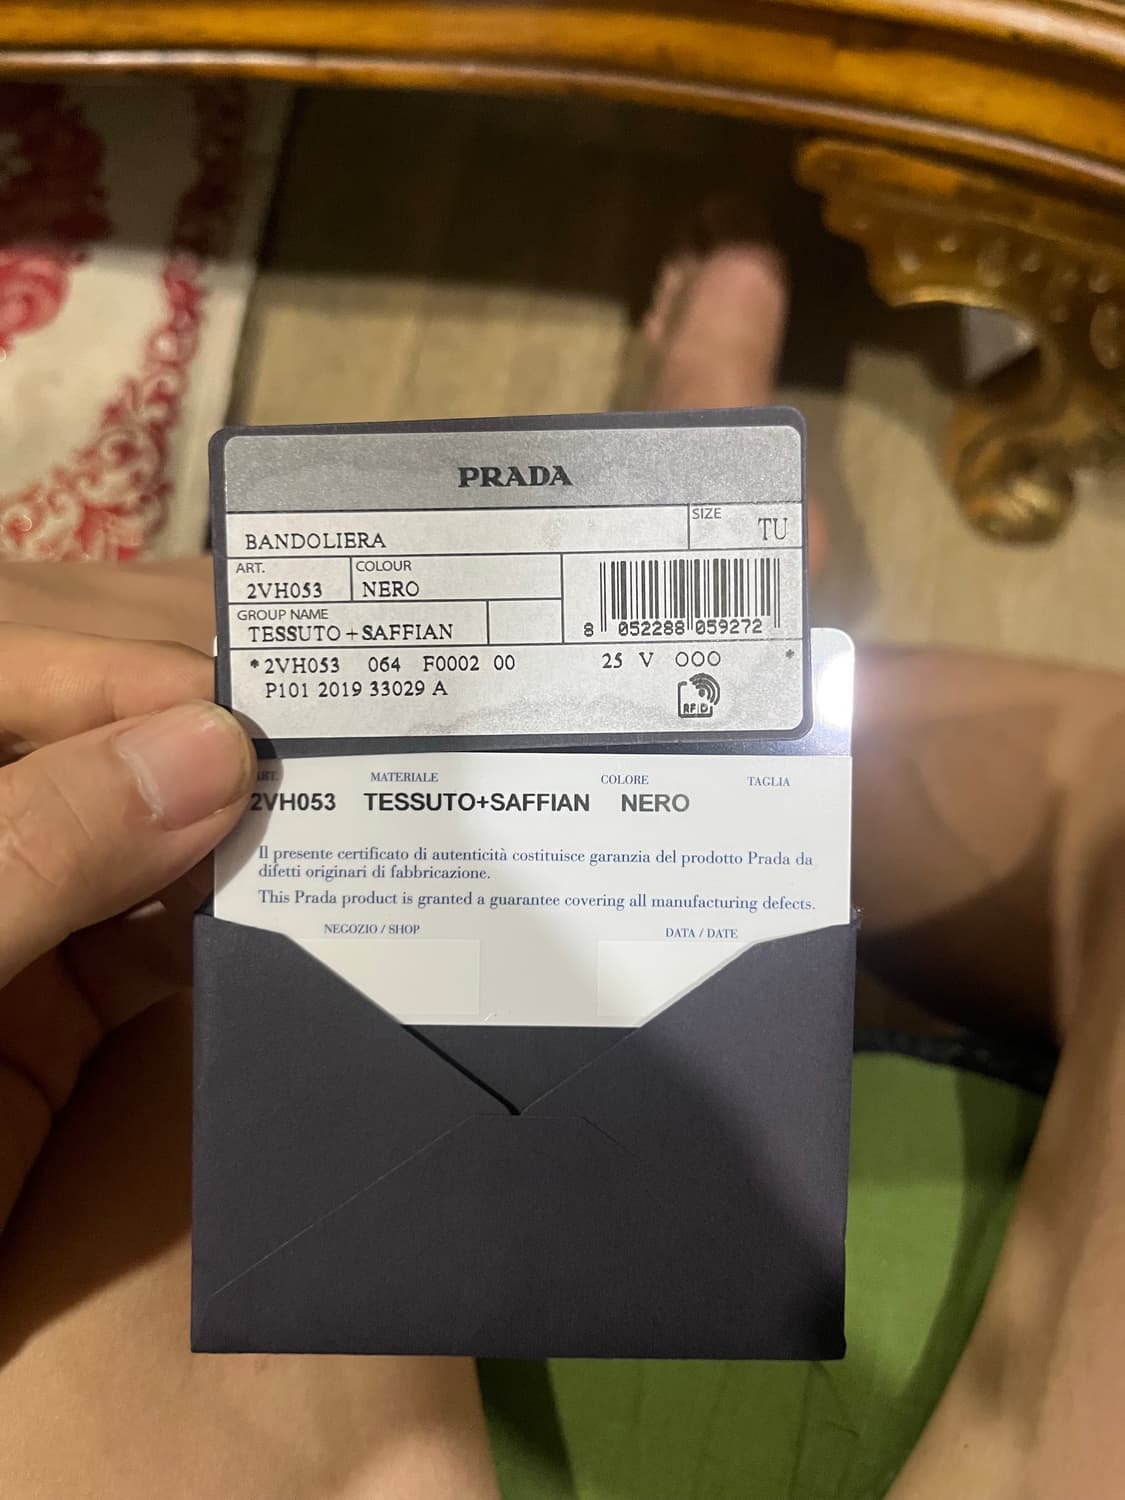 PRADA
BANDOLIERA
SIZE
TU
ART.
2VH053
COLOUR
NERO
GROUP NAME
TESSUTO+SAFFIAN
8 052288 059272
*2VH053 064 F0002 00 25 V OOO *
P101 2019 33029 A
RFID
ART. MATERIALE COLORE TAGLIA
2VH053 TESSUTO+SAFFIAN NERO
Il presente certificato di autenticità costituisce garanzia del prodotto Prada da
difetti originari di fabbricazione.
This Prada product is granted a guarantee covering all manufacturing defects.
NEGOZIO / SHOP DATA / DATE